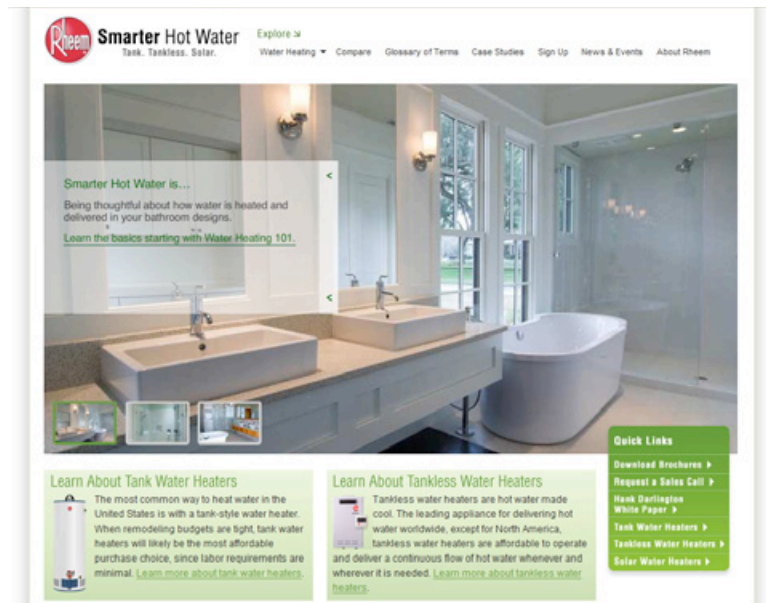 Rheem
Smarter Hot Water
Tank. Tankless. Solar.
Explore
Water Heating
Compare
Glossary of Terms
Case Studies
Sign Up
News & Events
About Rheem
Smarter Hot Water is...
Being thoughtful about how water is heated and
delivered in your bathroom designs.
Learn the basics starting with Water Heating 101.
Learn About Tank Water Heaters
The most common way to heat water in the
United States is with a tank-style water heater.
When remodeling budgets are tight, tank water
heaters will likely be the most affordable
purchase choice, since labor requirements are
minimal. Learn more about tank water heaters.
Learn About Tankless Water Heaters
Tankless water heaters are hot water made
cool. The leading appliance for delivering hot
water worldwide, except for North America,
tankless water heaters are affordable to operate
and deliver a continuous flow of hot water whenever and
wherever it is needed. Learn more about tankless water
heaters.
Quick Links
Download Brochures
Request a Sales Call
Hank Darlington
White Paper
Tank Water Heaters
Tankless Water Heaters
Solar Water Heaters